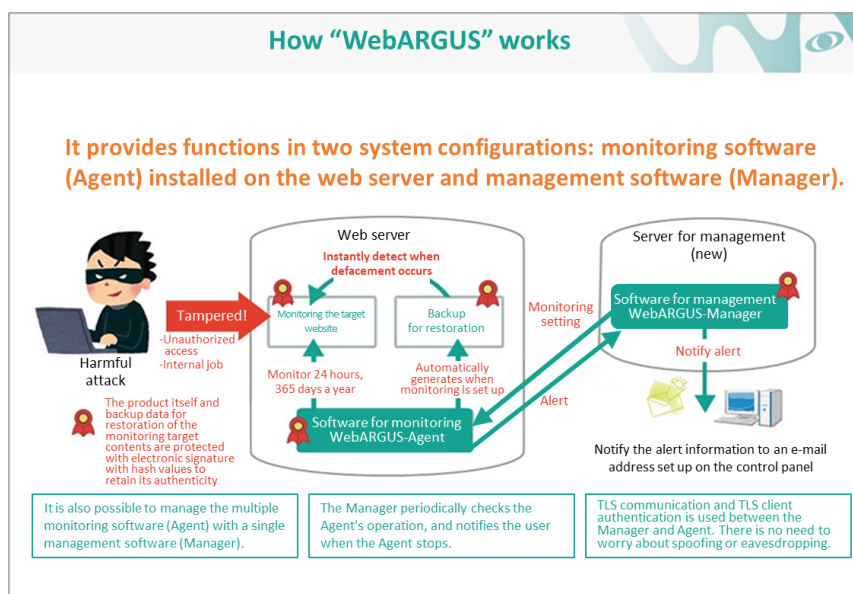 How “WebARGUS” works
It provides functions in two system configurations: monitoring software
(Agent) installed on the web server and management software (Manager).
Web server
Instantly detect when
defacement occurs
Server for management
(new)
Tampered!
Monitoring the target
website
Backup
for restoration
Monitoring
setting
Software for management
WebARGUS-Manager
-Unauthorized
access
-Internal job
Harmful
attack
Monitor 24 hours,
365 days a year
Automatically
generates when
monitoring is set up
Notify alert
Alert
The product itself and
backup data for
restoration of the
monitoring target
contents are protected
with electronic signature
with hash values to
retain its authenticity
Software for monitoring
WebARGUS-Agent
Notify the alert information to an e-mail
address set up on the control panel
It is also possible to manage the multiple
monitoring software (Agent) with a single
management software (Manager).
The Manager periodically checks the
Agent's operation, and notifies the user
when the Agent stops.
TLS communication and TLS client
authentication is used between the
Manager and Agent. There is no need to
worry about spoofing or eavesdropping.